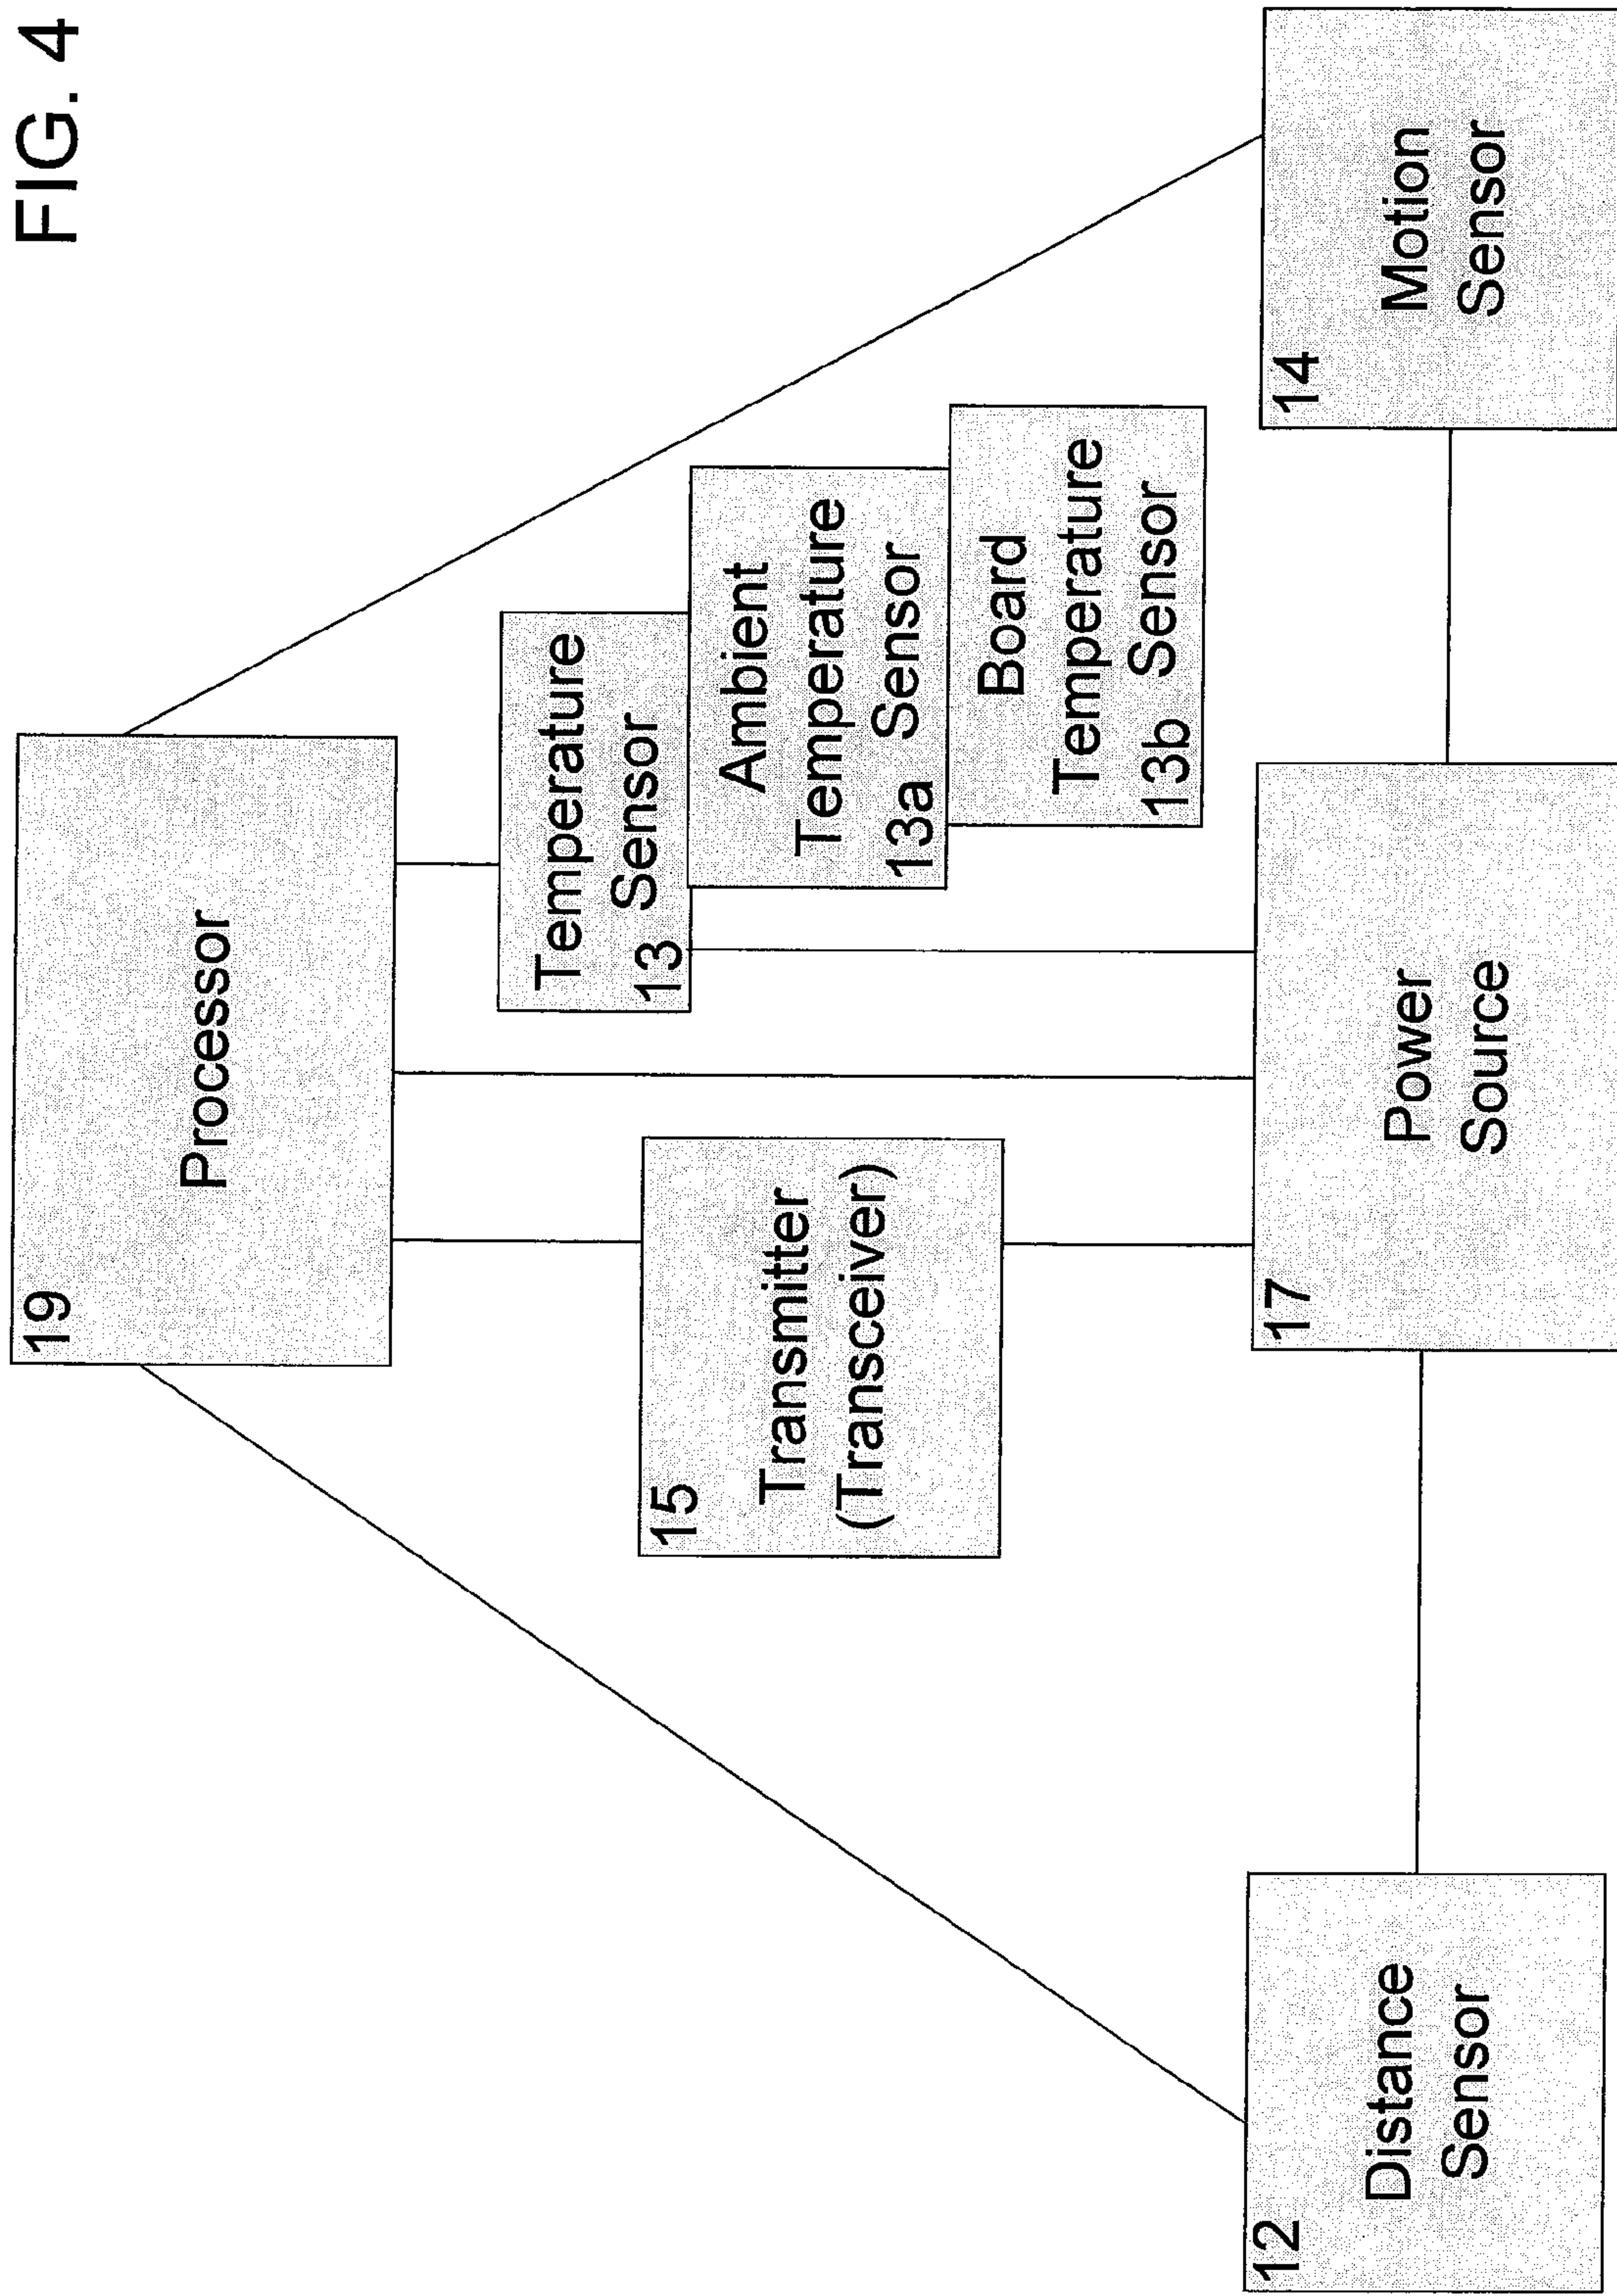 FIG. 4
19
Processor
Temperature
13 Sensor
Ambient
Temperature
13a Sensor
Board
Temperature
13b Sensor
15
Transmitter
(Transceiver)
12
Distance
Sensor
17
Power
Source
14
Motion
Sensor